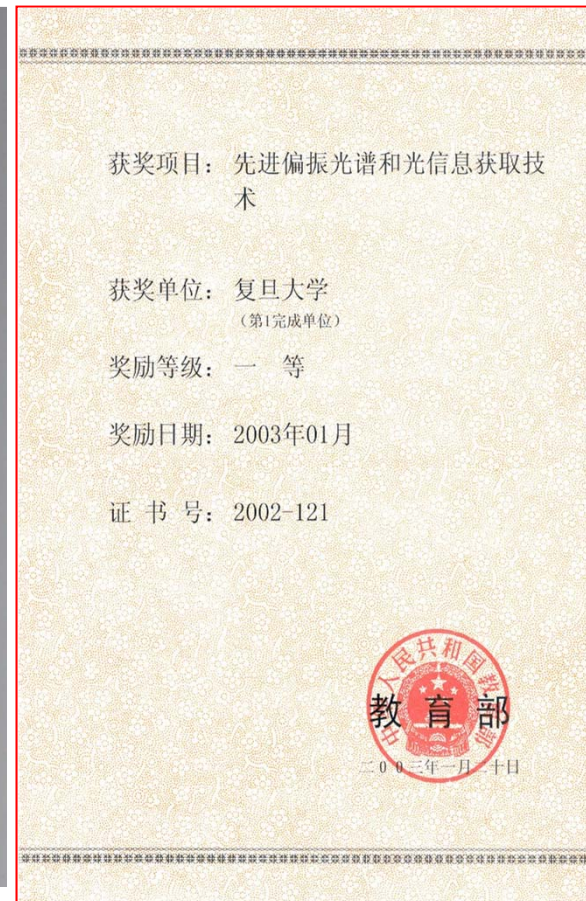 获奖项目： 先进偏振光谱和光信息获取技
术
获奖单位： 复旦大学
（第1完成单位）
奖励等级： 一 等
奖励日期： 2003年01月
证 书 号： 2002-121
中华人民共和国教育部
教 育 部
二00三年一月二十日